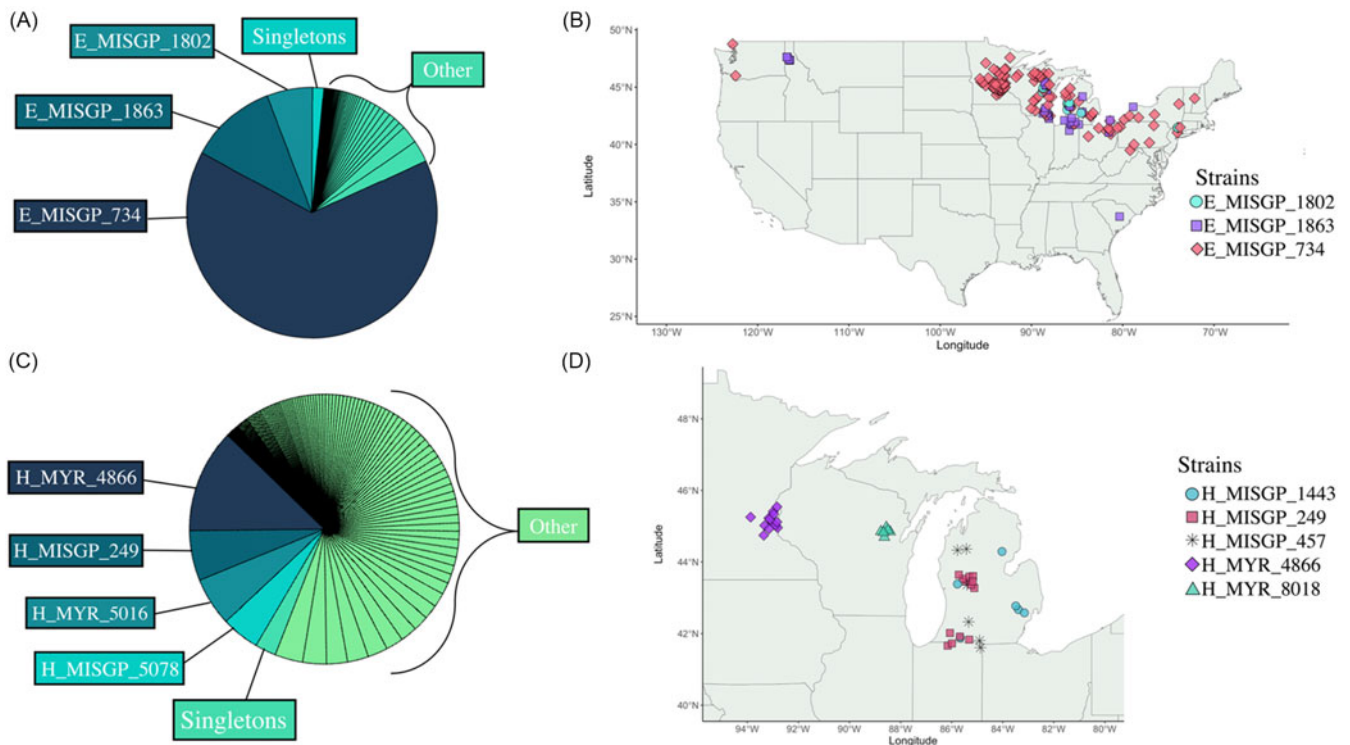 (A)
E_MISGP_1802
Singletons
Other
E_MISGP_1863
E_MISGP_734
(B)
50°N
45°N
40°N
35°N
30°N
25°N
Latitude
130°W 120°W 110°W 100°W 90°W 80°W 70°W
Longitude
Strains
E_MISGP_1802
E_MISGP_1863
E_MISGP_734
(C)
H_MYR_4866
H_MISGP_249
H_MYR_5016
H_MISGP_5078
Singletons
Other
(D)
48°N
46°N
44°N
42°N
40°N
Latitude
94°W 92°W 90°W 88°W 86°W 84°W 82°W 80°W
Longitude
Strains
H_MISGP_1443
H_MISGP_249
H_MISGP_457
H_MYR_4866
H_MYR_8018